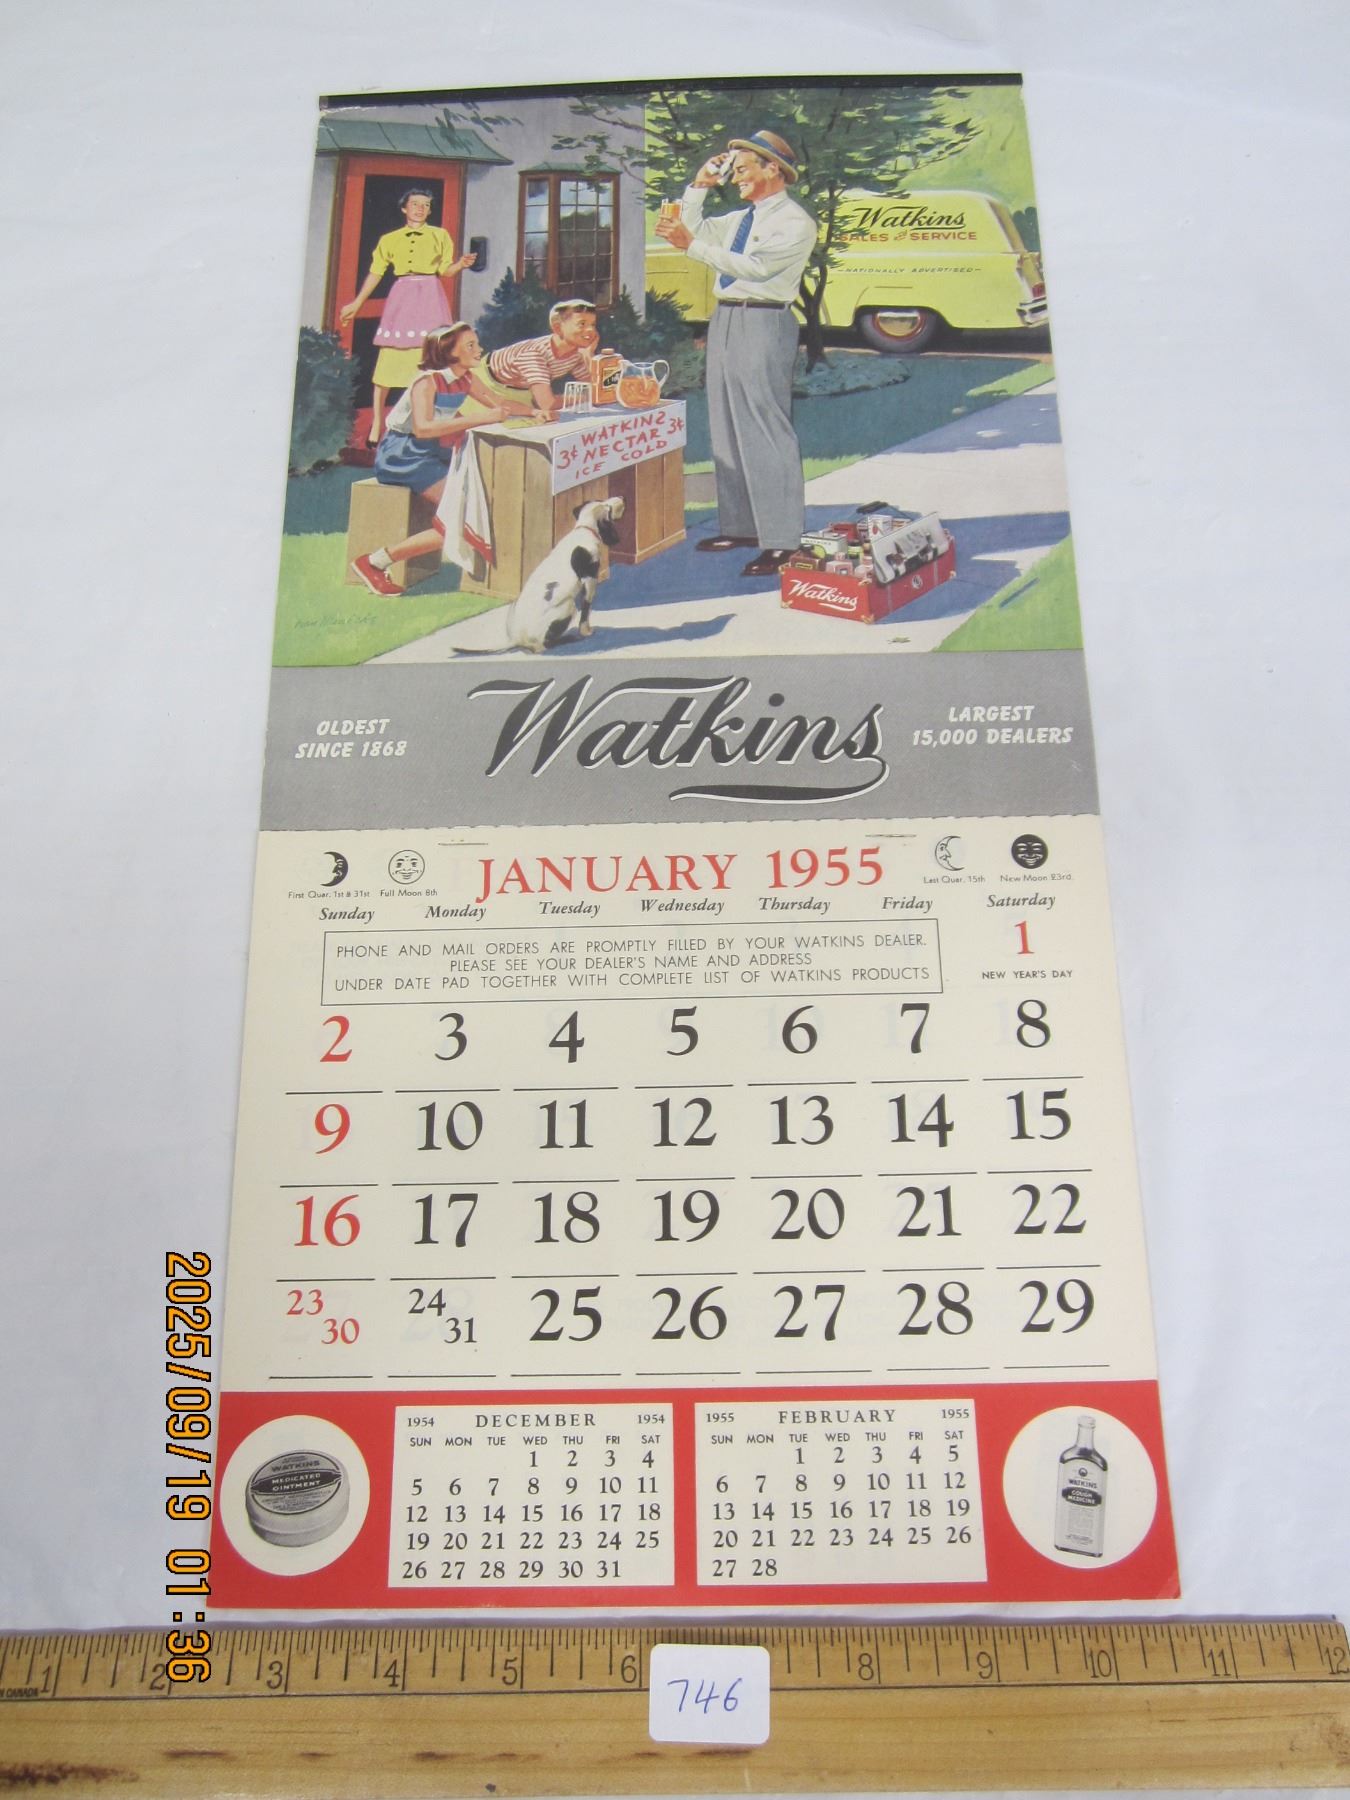 Watkins
SALES and SERVICE
-NATIONALLY ADVERTISED-
3¢ WATKINS 3¢
NECTAR
ICE COLD
Watkins
OLDEST
SINCE 1868
Watkins
LARGEST
15,000 DEALERS
First Quar. 1st & 31st
Full Moon 8th
JANUARY 1955
Last Quar. 15th
New Moon 23rd.
Sunday Monday Tuesday Wednesday Thursday Friday Saturday
PHONE AND MAIL ORDERS ARE PROMPTLY FILLED BY YOUR WATKINS DEALER.
PLEASE SEE YOUR DEALER'S NAME AND ADDRESS
UNDER DATE PAD TOGETHER WITH COMPLETE LIST OF WATKINS PRODUCTS
1
NEW YEAR'S DAY
2 3 4 5 6 7 8
9 10 11 12 13 14 15
16 17 18 19 20 21 22
23 30 24 31 25 26 27 28 29
WATKINS
MEDICATED
OINTMENT
1954 DECEMBER 1954
SUN MON TUE WED THU FRI SAT
1 2 3 4
5 6 7 8 9 10 11
12 13 14 15 16 17 18
19 20 21 22 23 24 25
26 27 28 29 30 31
1955 FEBRUARY 1955
SUN MON TUE WED THU FRI SAT
1 2 3 4 5
6 7 8 9 10 11 12
13 14 15 16 17 18 19
20 21 22 23 24 25 26
27 28
WATKINS
COUGH
MEDICINE
2025/09/19 01:36
1 2 3 4 5 6 8 9 10 11 12
CANADA
746